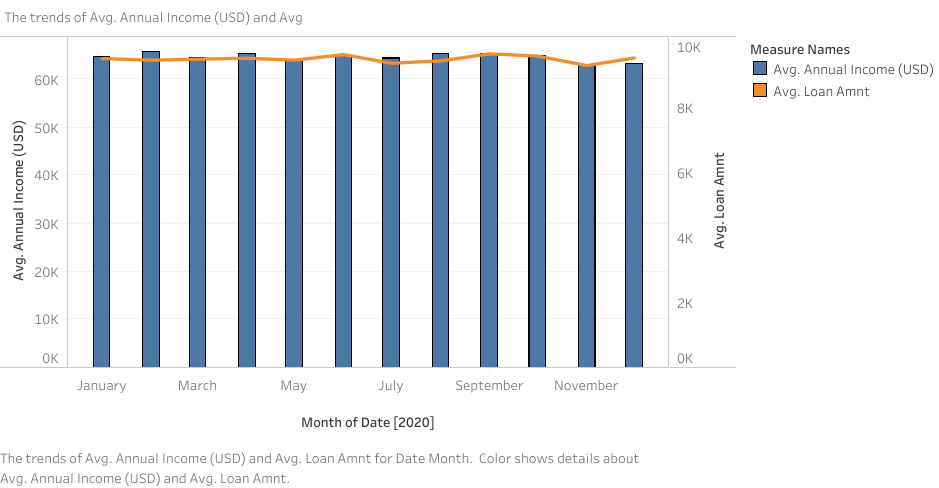 The trends of Avg. Annual Income (USD) and Avg
Measure Names
Avg. Annual Income (USD)
Avg. Loan Amnt
Avg. Annual Income (USD)
60K
50K
40K
30K
20K
10K
0K
10K
8K
6K
4K
2K
0K
Avg. Loan Amnt
January
March
May
July
September
November
Month of Date [2020]
The trends of Avg. Annual Income (USD) and Avg. Loan Amnt for Date Month.  Color shows details about
Avg. Annual Income (USD) and Avg. Loan Amnt.